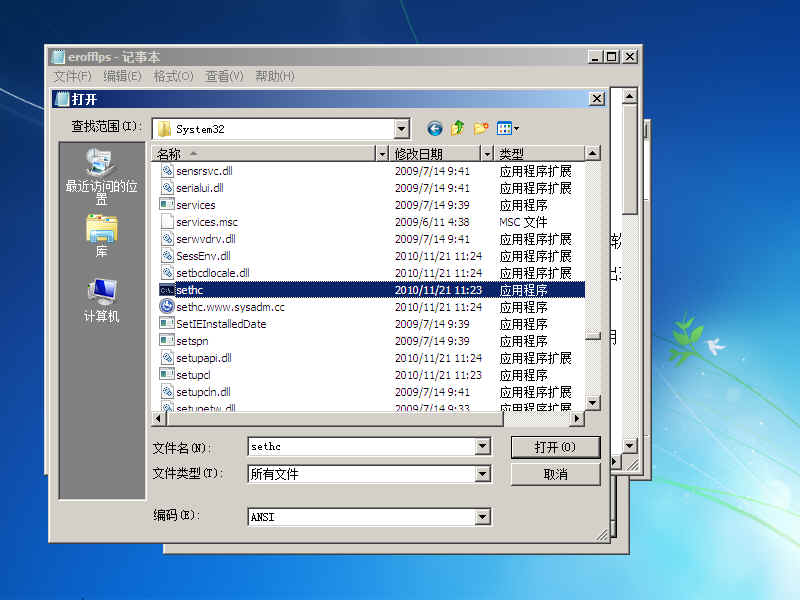 erofflps - 记事本
文件(F) 编辑(E) 格式(O) 查看(V) 帮助(H)
打开
查找范围(I): System32
最近访问的位置
库
计算机
名称 修改日期 类型
sensrsvc.dll 2009/7/14 9:41 应用程序扩展
serialui.dll 2009/7/14 9:41 应用程序扩展
services 2009/7/14 9:39 应用程序
services.msc 2009/6/11 4:38 MSC 文件
serwvdrv.dll 2009/7/14 9:41 应用程序扩展
SessEnv.dll 2010/11/21 11:24 应用程序扩展
setbcdlocale.dll 2010/11/21 11:24 应用程序扩展
sethc 2010/11/21 11:23 应用程序
sethc.www.sysadm.cc 2010/11/21 11:24 应用程序
SetIEInstalledDate 2009/7/14 9:39 应用程序
setspn 2009/7/14 9:39 应用程序
setupapi.dll 2010/11/21 11:24 应用程序扩展
setupcl 2010/11/21 11:23 应用程序
setupcln.dll 2009/7/14 9:41 应用程序扩展
setupetw.dll 2009/7/14 9:33 应用程序扩展
文件名(N): sethc 打开(O)
文件类型(T): 所有文件 取消
编码(E): ANSI